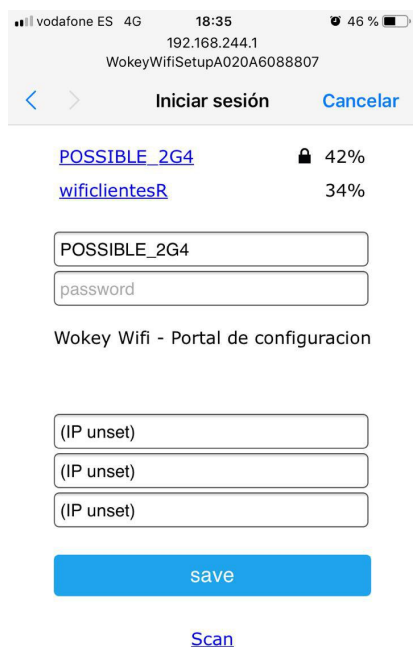 vodafone ES 4G 18:35 46 %
192.168.244.1
WokeyWifiSetupA020A6088807
Iniciar sesión Cancelar
POSSIBLE_2G4 42%
wificlientesR 34%
POSSIBLE_2G4
password
Wokey Wifi - Portal de configuracion
(IP unset)
(IP unset)
(IP unset)
save
Scan